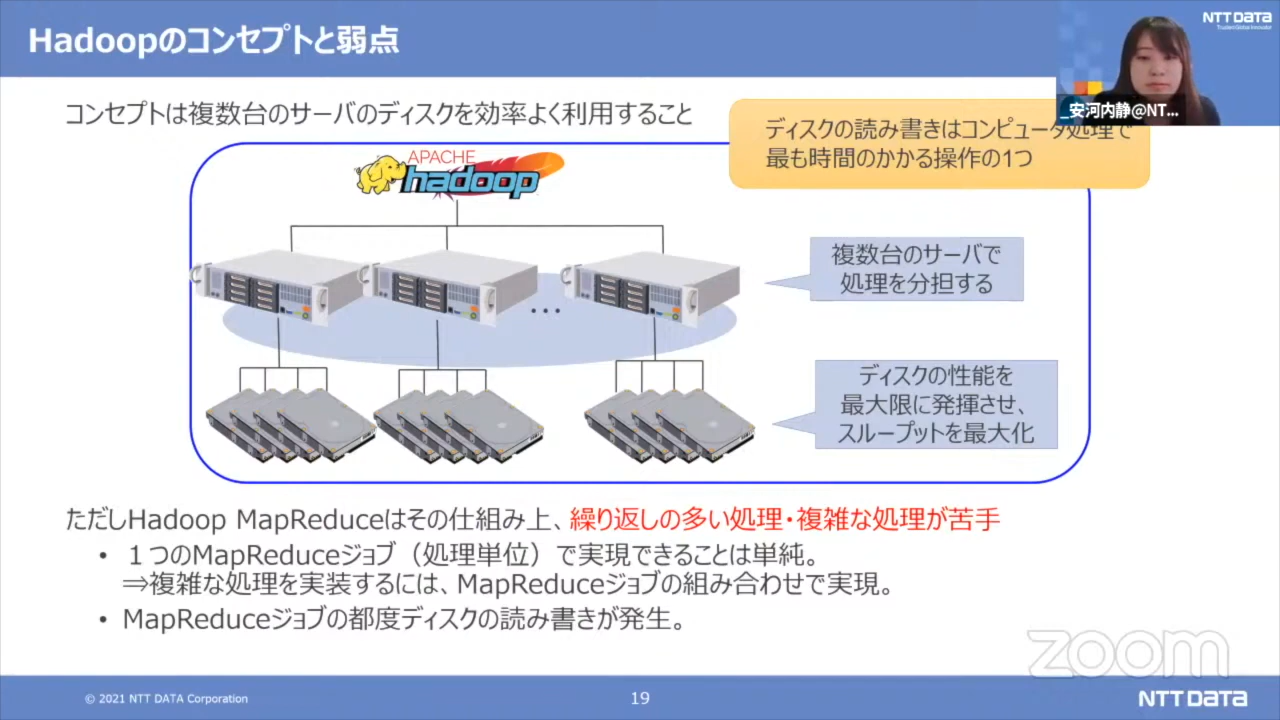 Hadoopのコンセプトと弱点
NTT DATA
Trusted Global Innovator
_安河内静@NT...
コンセプトは複数台のサーバのディスクを効率よく利用すること
ディスクの読み書きはコンピュータ処理で
最も時間のかかる操作の1つ
APACHE
hadoop
複数台のサーバで
処理を分担する
...
ディスクの性能を
最大限に発揮させ、
スループットを最大化
ただしHadoop MapReduceはその仕組み上、繰り返しの多い処理・複雑な処理が苦手
• １つのMapReduceジョブ（処理単位）で実現できることは単純。
⇒複雑な処理を実装するには、MapReduceジョブの組み合わせで実現。
• MapReduceジョブの都度ディスクの読み書きが発生。
zoom
© 2021 NTT DATA Corporation
19
NTT DATA